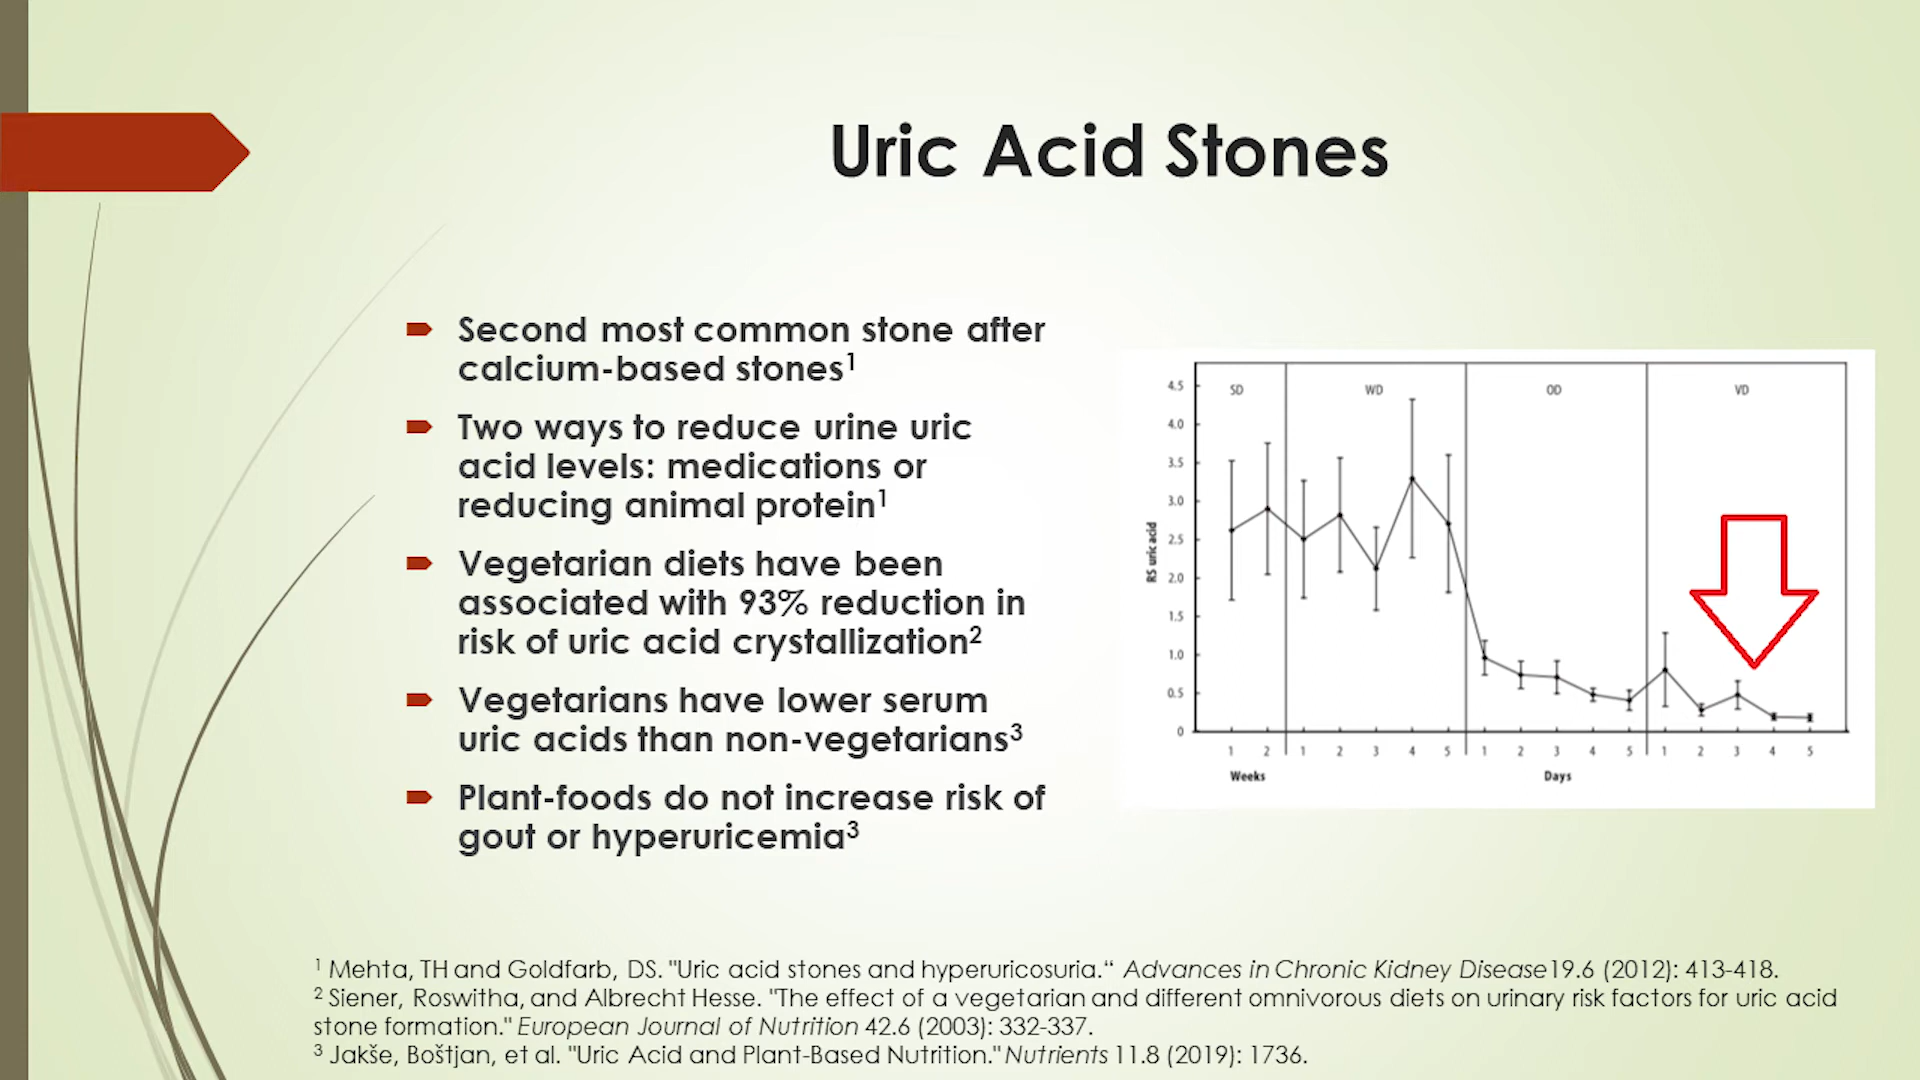 Uric Acid Stones
Second most common stone after
calcium-based stones¹
Two ways to reduce urine uric
acid levels: medications or
reducing animal protein¹
Vegetarian diets have been
associated with 93% reduction in
risk of uric acid crystallization²
Vegetarians have lower serum
uric acids than non-vegetarians³
Plant-foods do not increase risk of
gout or hyperuricemia³
SD WD OD VD
RS uric acid
4.5
4.0
3.5
3.0
2.5
2.0
1.5
1.0
0.5
0
1 2 1 2 3 4 5 1 2 3 4 5 1 2 3 4 5
Weeks Days
¹ Mehta, TH and Goldfarb, DS. "Uric acid stones and hyperuricosuria.“ Advances in Chronic Kidney Disease19.6 (2012): 413-418.
² Siener, Roswitha, and Albrecht Hesse. "The effect of a vegetarian and different omnivorous diets on urinary risk factors for uric acid
stone formation." European Journal of Nutrition 42.6 (2003): 332-337.
³ Jakše, Boštjan, et al. "Uric Acid and Plant-Based Nutrition." Nutrients 11.8 (2019): 1736.